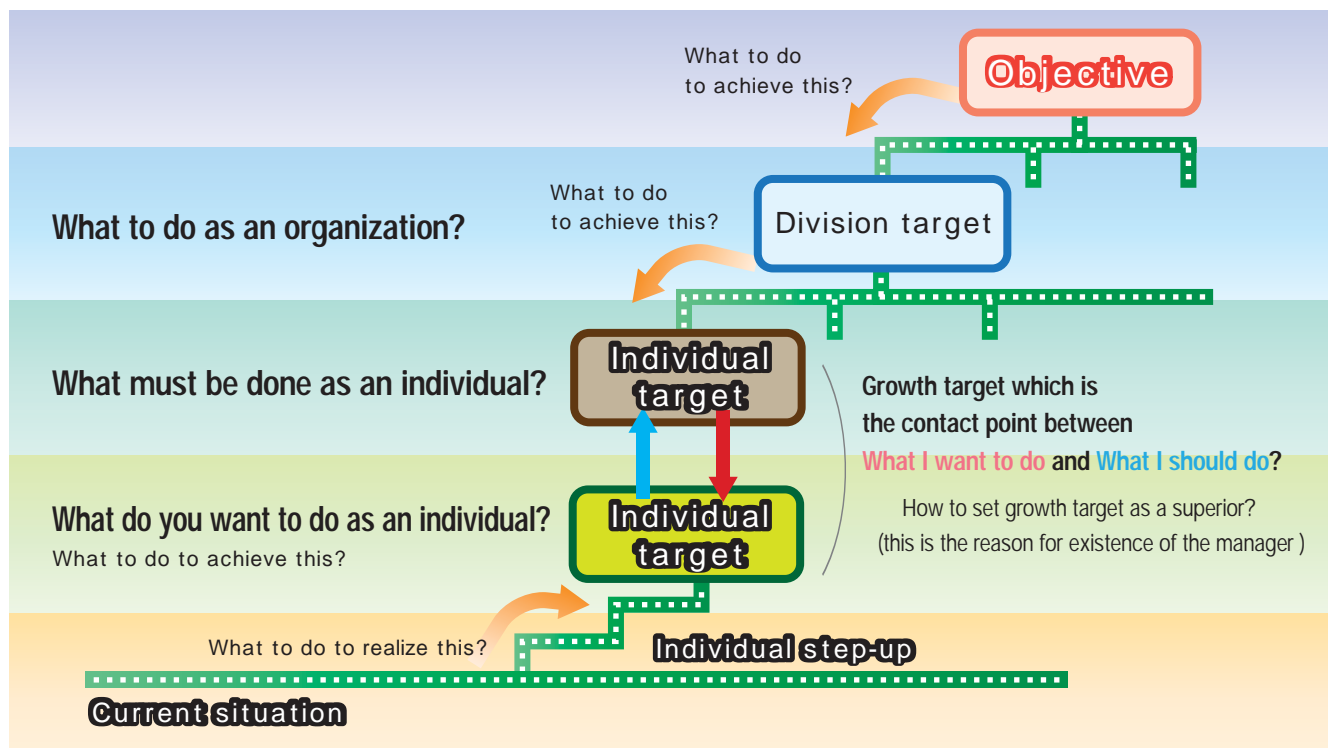 What to do
to achieve this?
Objective
What to do
to achieve this?
What to do as an organization?
Division target
What must be done as an individual?
Individual
target
Growth target which is
the contact point between
What I want to do and What I should do?
How to set growth target as a superior?
(this is the reason for existence of the manager )
What do you want to do as an individual?
What to do to achieve this?
Individual
target
What to do to realize this?
Individual step-up
Current situation